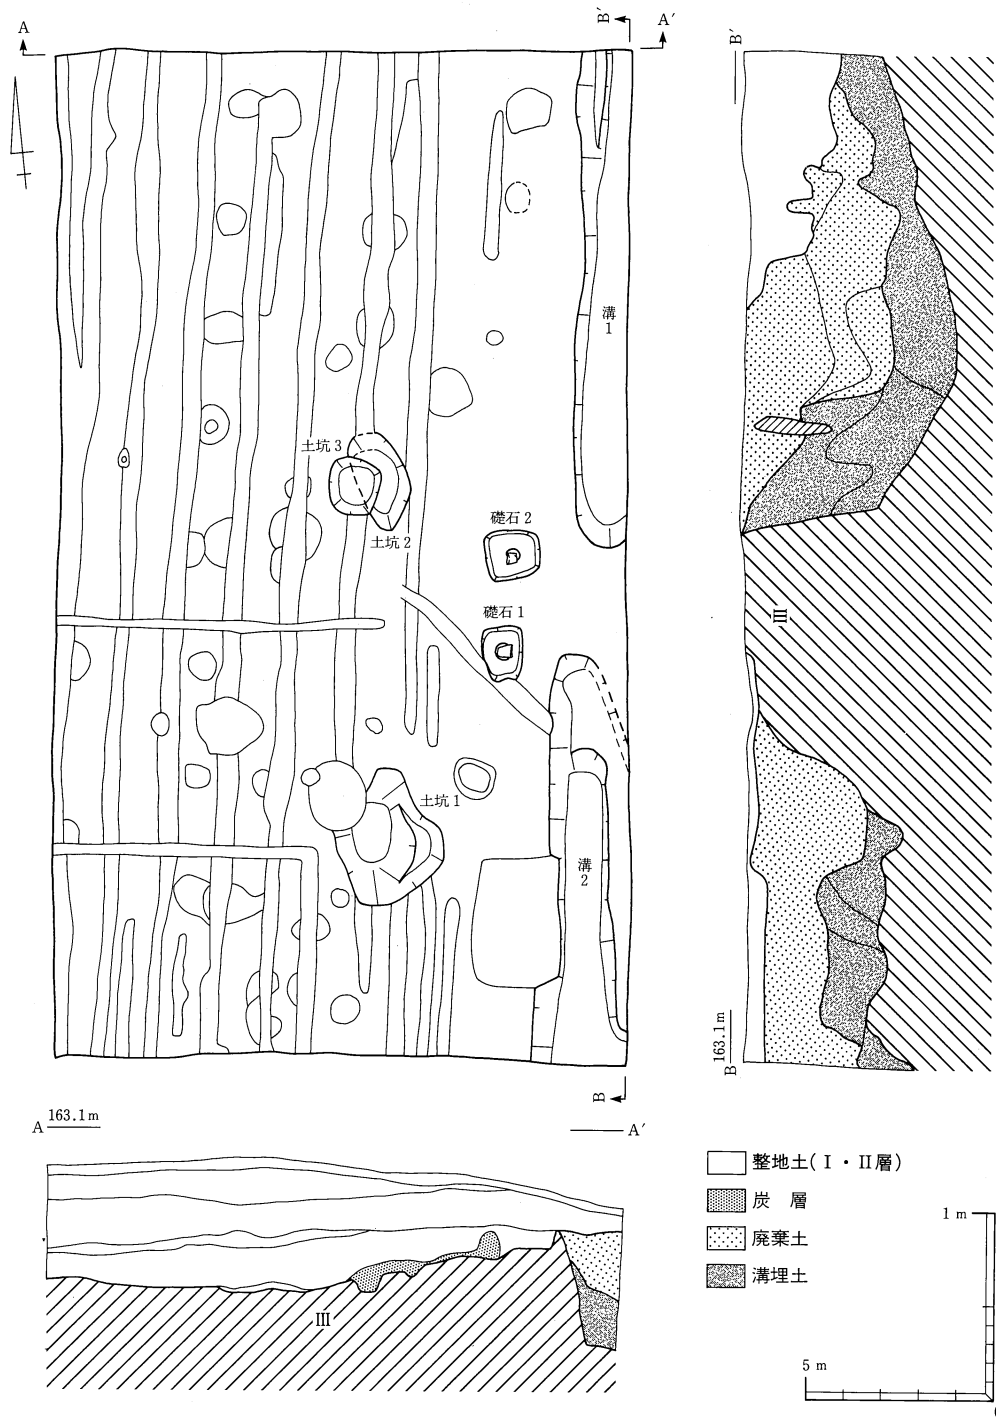 A
B′
A′
B′
溝1
土坑3
土坑2
礎石2
礎石1
土坑1
溝2
III
163.1m
B
B
A 163.1m
A′
III
整地土(I・II層)
炭 層
廃棄土
溝埋土
1m
5m